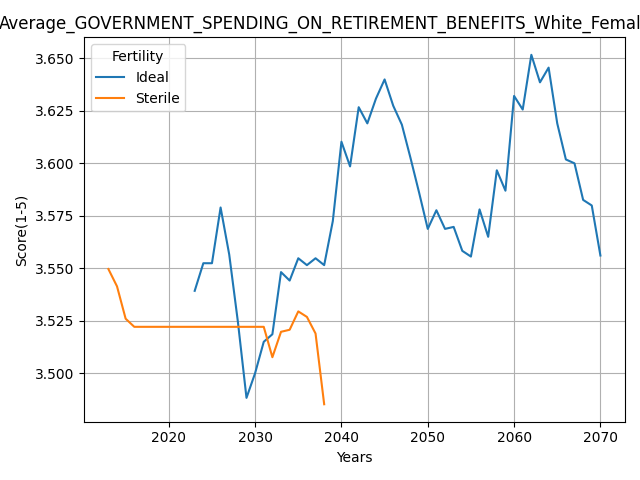 Average_GOVERNMENT_SPENDING_ON_RETIREMENT_BENEFITS_White_Femal
Fertility
Ideal
Sterile
3.650
3.625
3.600
3.575
3.550
3.525
3.500
Score(1-5)
2020 2030 2040 2050 2060 2070
Years